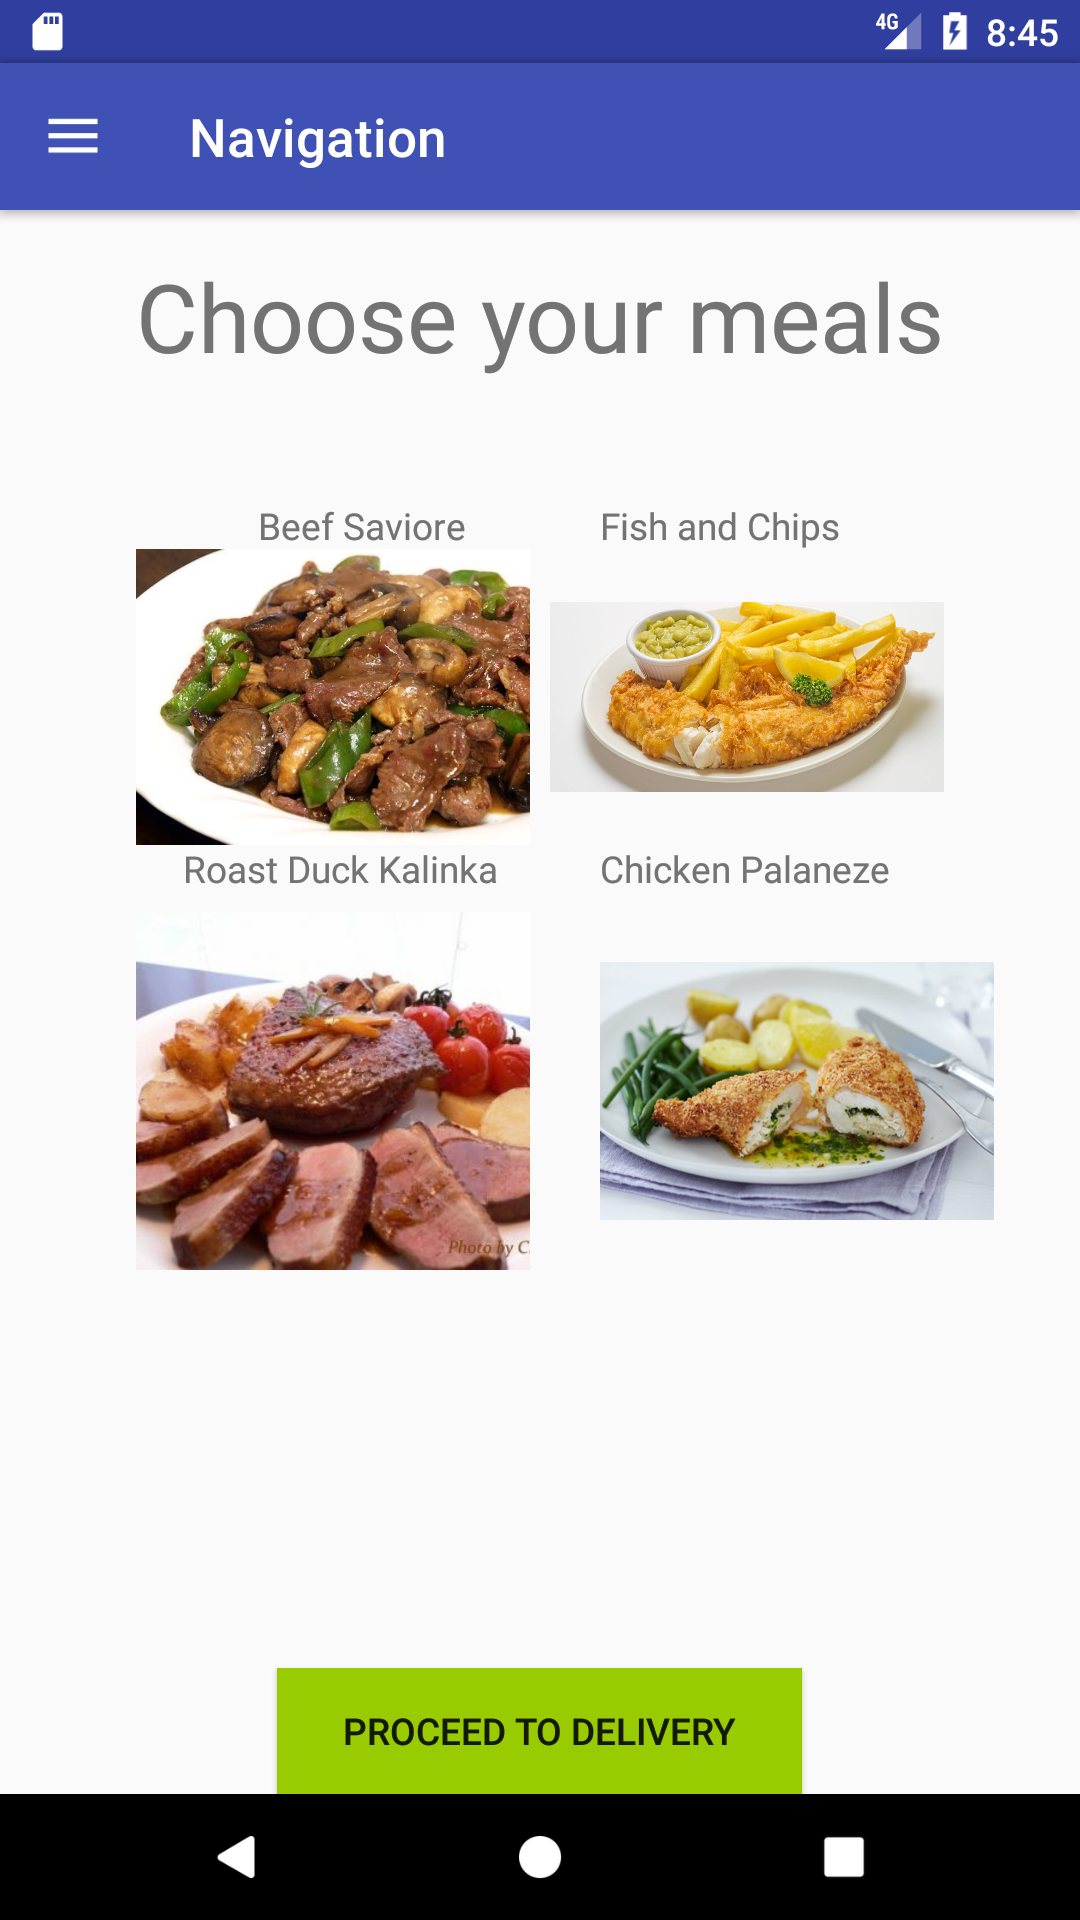 4G 8:45
Navigation
Choose your meals
Beef Saviore
Fish and Chips
Roast Duck Kalinka
Chicken Palaneze
Photo by C
PROCEED TO DELIVERY